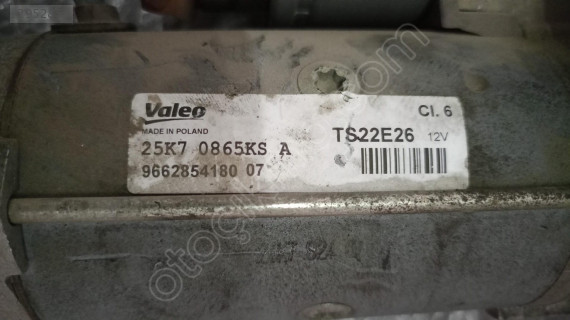 Valeo
Cl. 6
MADE IN POLAND
TS22E26 12V
25K7 0865KS A
9662854180 07